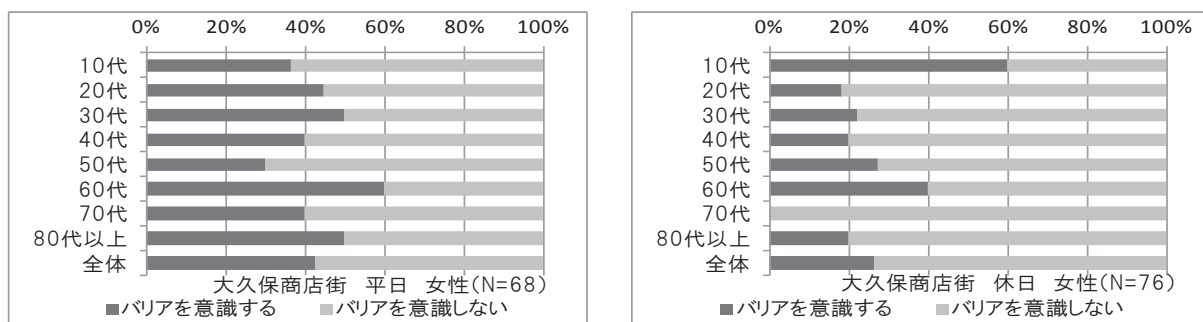 0% 20% 40% 60% 80% 100%
10代
20代
30代
40代
50代
60代
70代
80代以上
全体
大久保商店街 平日 女性(N=68)
■バリアを意識する ■バリアを意識しない
0% 20% 40% 60% 80% 100%
10代
20代
30代
40代
50代
60代
70代
80代以上
全体
大久保商店街 休日 女性(N=76)
■バリアを意識する ■バリアを意識しない